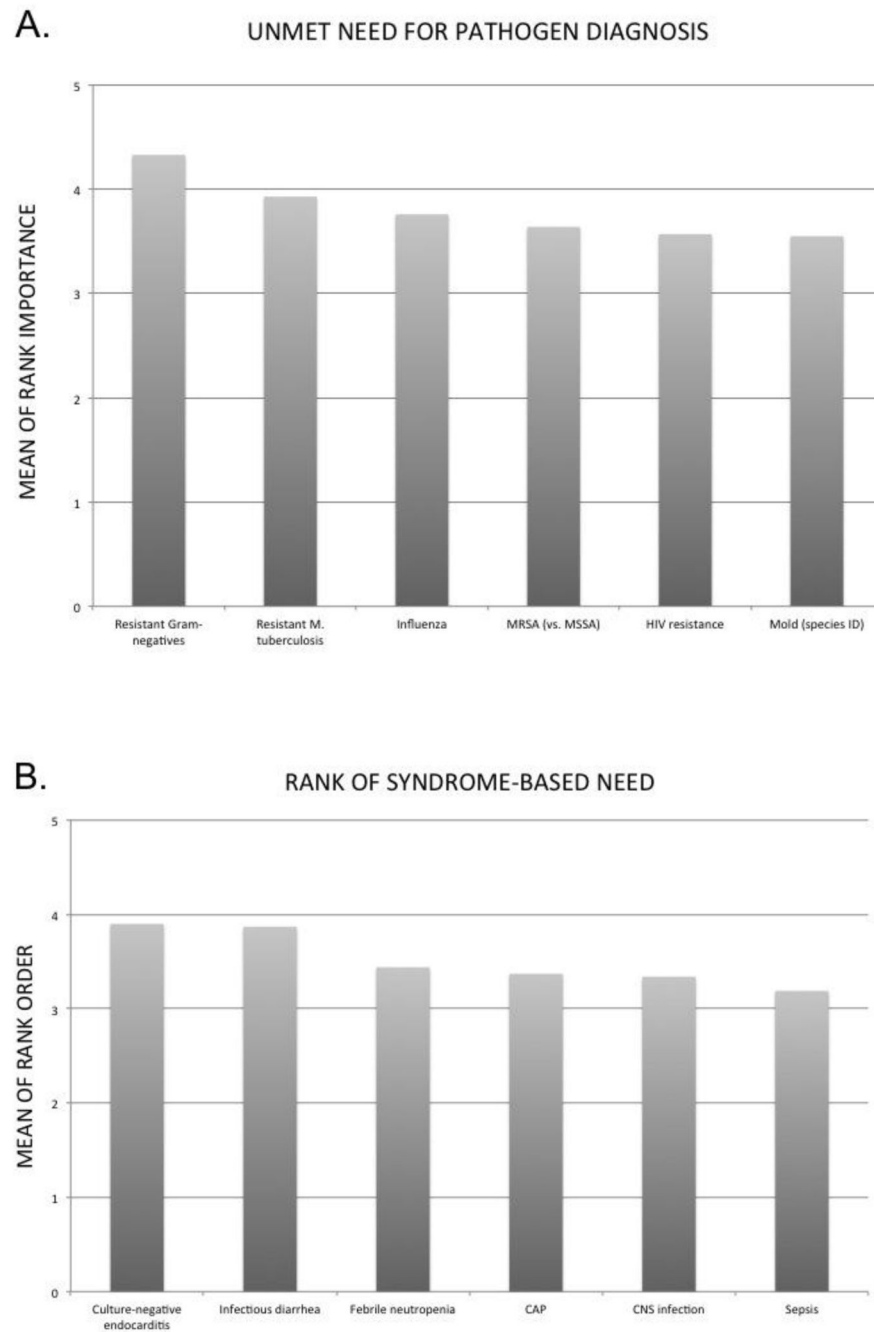 A.
UNMET NEED FOR PATHOGEN DIAGNOSIS
MEAN OF RANK IMPORTANCE
5
4
3
2
1
0
Resistant Gram-
negatives
Resistant M.
tuberculosis
Influenza
MRSA (vs. MSSA)
HIV resistance
Mold (species ID)
B.
RANK OF SYNDROME-BASED NEED
MEAN OF RANK ORDER
5
4
3
2
1
0
Culture-negative
endocarditis
Infectious diarrhea
Febrile neutropenia
CAP
CNS infection
Sepsis